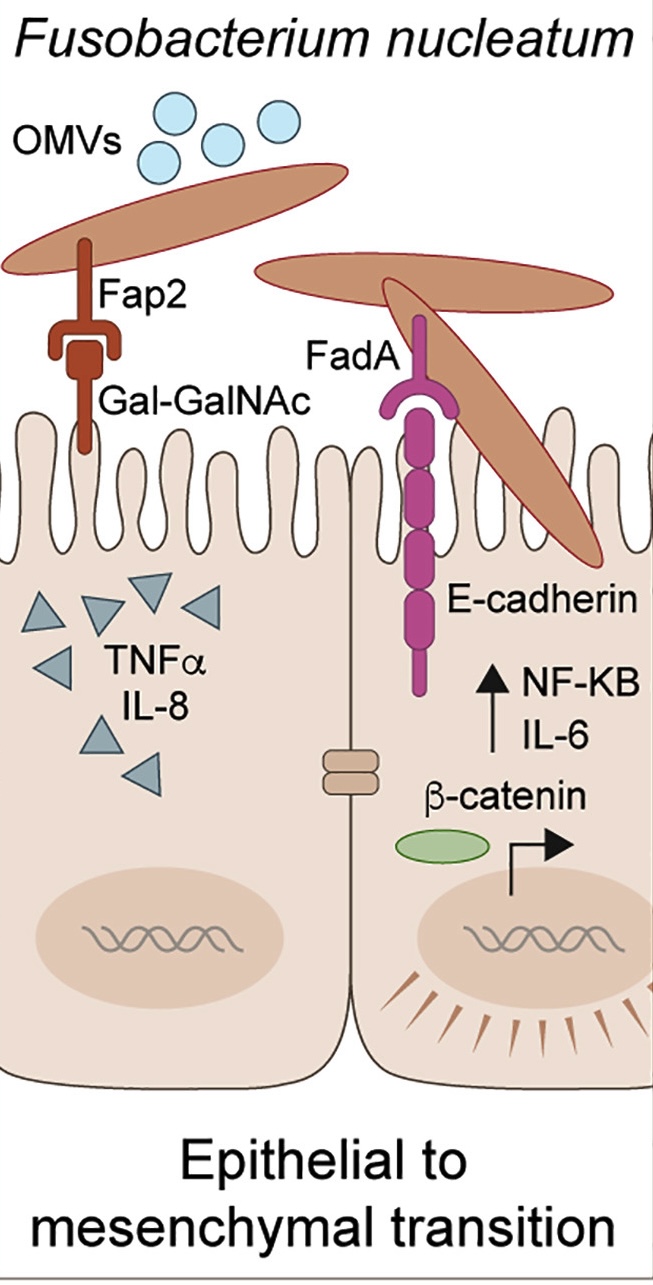 Fusobacterium nucleatum
OMVs
Fap2
FadA
Gal-GalNAc
E-cadherin
TNFα
IL-8
NF-KB
IL-6
β-catenin
Epithelial to
mesenchymal transition